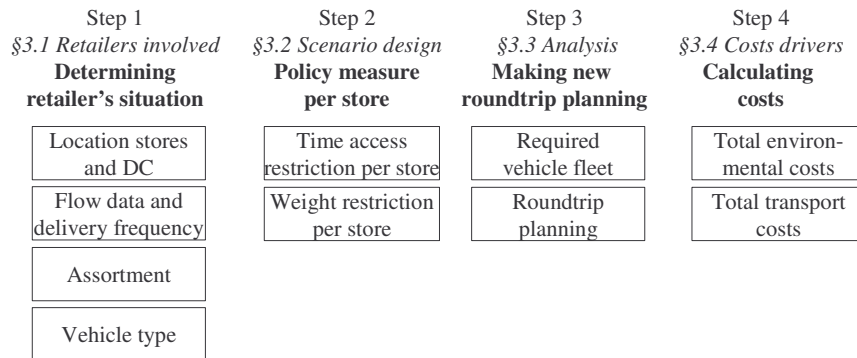 Step 1
§3.1 Retailers involved
Determining
retailer's situation
Location stores
and DC
Flow data and
delivery frequency
Assortment
Vehicle type
Step 2
§3.2 Scenario design
Policy measure
per store
Time access
restriction per store
Weight restriction
per store
Step 3
§3.3 Analysis
Making new
roundtrip planning
Required
vehicle fleet
Roundtrip
planning
Step 4
§3.4 Costs drivers
Calculating
costs
Total environ-
mental costs
Total transport
costs